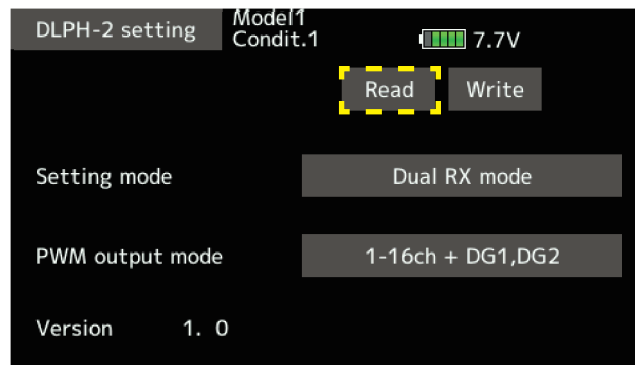 DLPH-2 setting
Model1
Condit.1
7.7V
Read
Write
Setting mode
Dual RX mode
PWM output mode
1-16ch + DG1,DG2
Version 1. 0